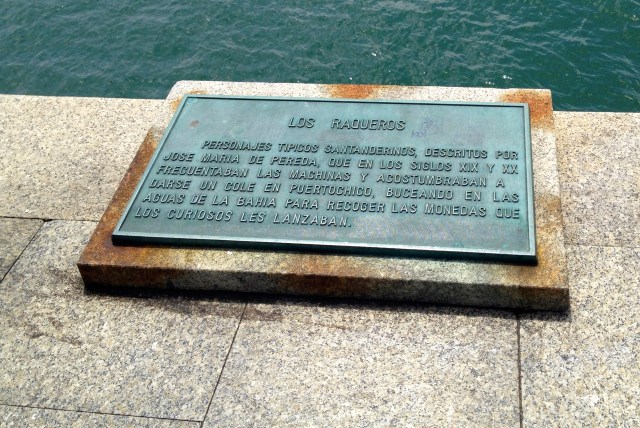 LOS RAQUEROS
PERSONAJES TIPICOS SANTANDERINOS, DESCRITOS POR
JOSE MARIA DE PEREDA, QUE EN LOS SIGLOS XIX Y XX
FRECUENTABAN LAS MACHINAS Y ACOSTUMBRABAN A
DARSE UN COLE EN PUERTOCHICO, BUCEANDO EN LAS
AGUAS DE LA BAHIA PARA RECOGER LAS MONEDAS QUE
LOS CURIOSOS LES LANZABAN.